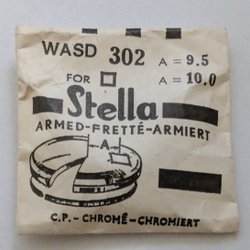 WASD 302 A = 9.5
FOR A = 10.0
Stella
ARMED-FRETTÉ-ARMIERT
A
C.P. - CHROMÉ-CHROMIERT